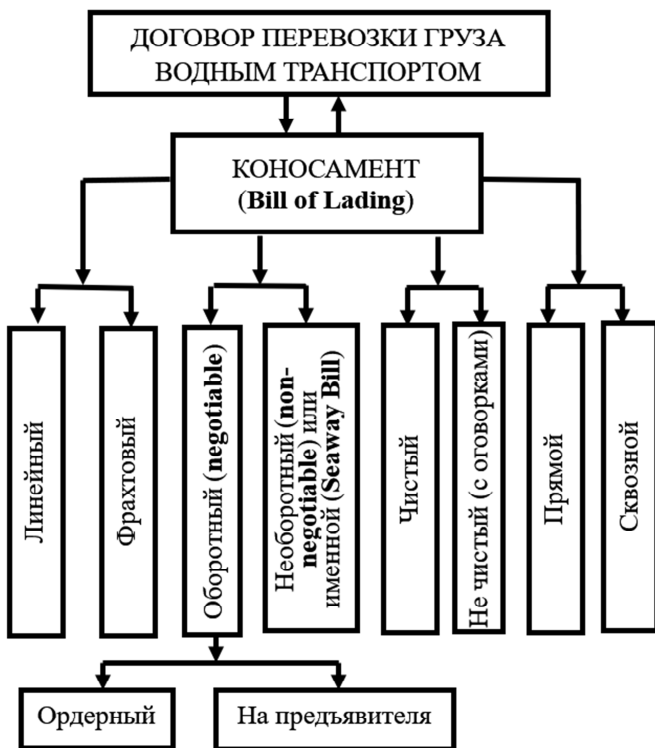 ДОГОВОР ПЕРЕВОЗКИ ГРУЗА
ВОДНЫМ ТРАНСПОРТОМ
КОНОСАМЕНТ
(Bill of Lading)
Линейный
Фрахтовый
Оборотный (negotiable)
Необоротный (non-
negotiable) или
именной (Seaway Bill)
Чистый
Не чистый (с оговорками)
Прямой
Сквозной
Ордерный
На предъявителя